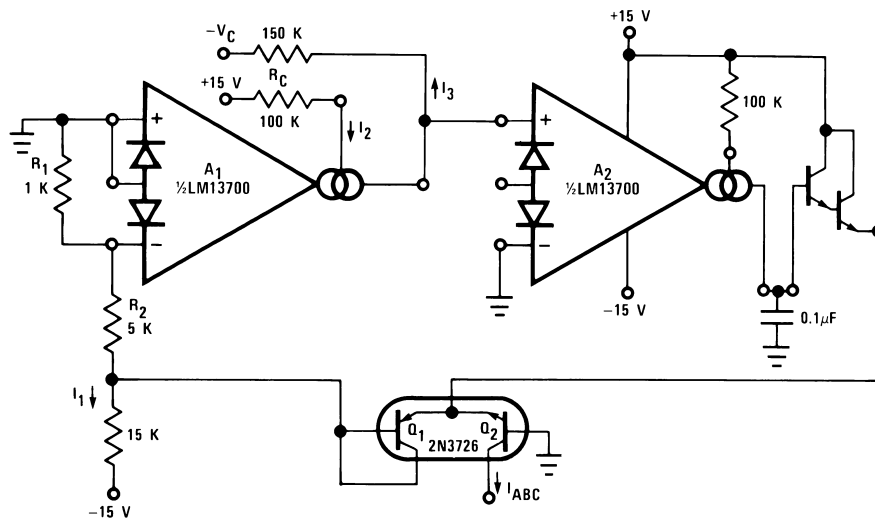 −VC
150 K
+15 V
RC
100 K
I3
I2
+
−
R1
1 K
A1
½LM13700
R2
5 K
I1
15 K
−15 V
+15 V
100 K
+
−
A2
½LM13700
−15 V
0.1μF
Q1
Q2
2N3726
IABC